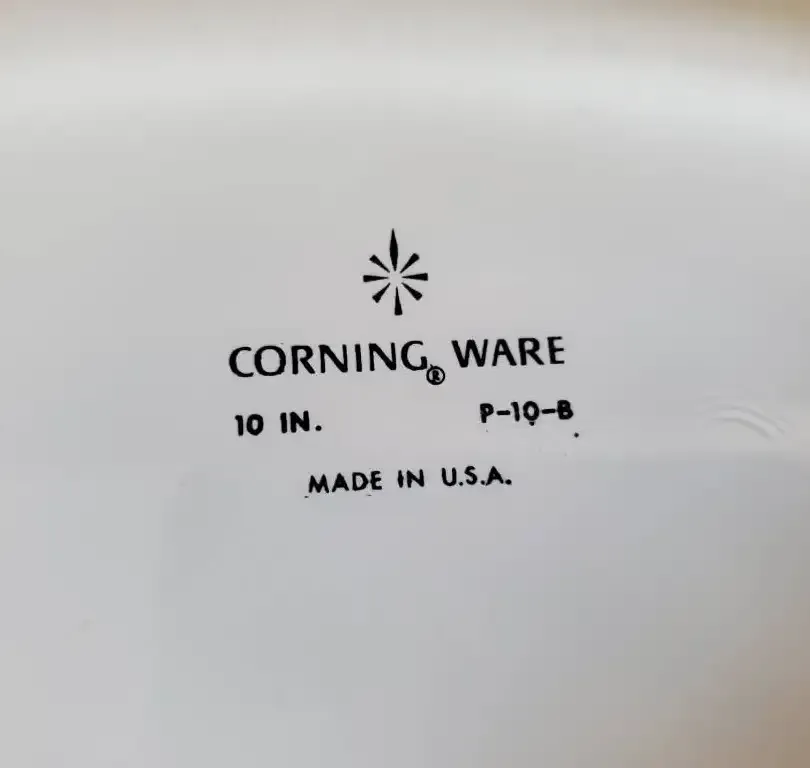 CORNING® WARE
10 IN. P-10-B
MADE IN U.S.A.